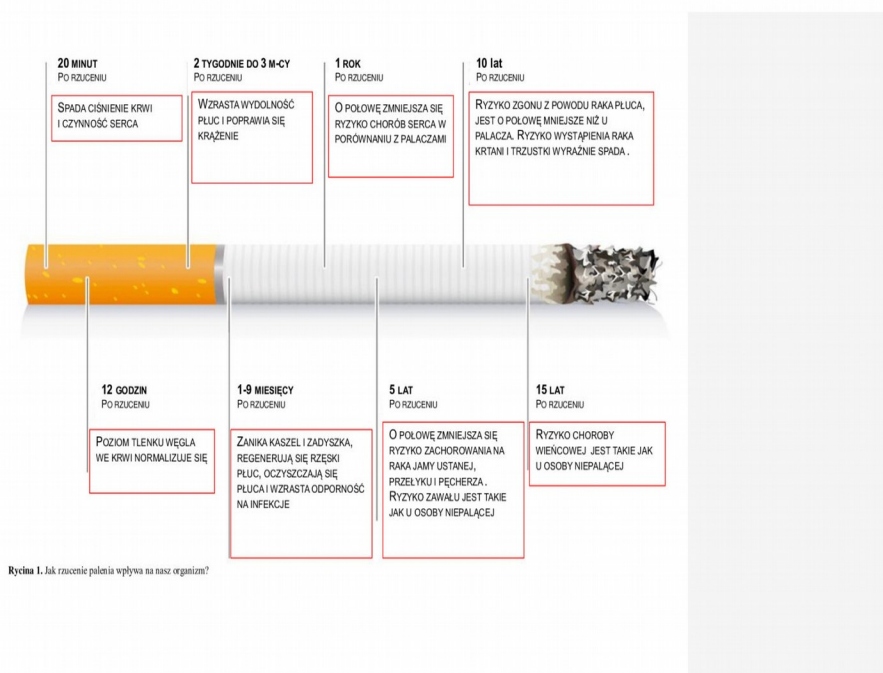 20 MINUT
PO RZUCENIU
SPADA CIŚNIENIE KRWI
I CZYNNOŚĆ SERCA
2 TYGODNIE DO 3 M-CY
PO RZUCENIU
WZRASTA WYDOLNOŚĆ
PŁUC I POPRAWIA SIĘ
KRĄŻENIE
1 ROK
PO RZUCENIU
O POŁOWĘ ZMNIEJSZA SIĘ
RYZYKO CHORÓB SERCA W
PORÓWNANIU Z PALACZAMI
10 lat
PO RZUCENIU
RYZYKO ZGONU Z POWODU RAKA PŁUCA,
JEST O POŁOWĘ MNIEJSZE NIŻ U
PALACZA. RYZYKO WYSTĄPIENIA RAKA
KRTANI I TRZUSTKI WYRAŹNIE SPADA .
12 GODZIN
PO RZUCENIU
POZIOM TLENKU WĘGLA
WE KRWI NORMALIZUJE SIĘ
1-9 MIESIĘCY
PO RZUCENIU
ZANIKA KASZEL I ZADYSZKA,
REGENERUJĄ SIĘ RZĘSKI
PŁUC, OCZYSZCZAJĄ SIĘ
PŁUCA I WZRASTA ODPORNOŚĆ
NA INFEKCJE
5 LAT
PO RZUCENIU
O POŁOWĘ ZMNIEJSZA SIĘ
RYZYKO ZACHOROWANIA NA
RAKA JAMY USTANEJ,
PRZEŁYKU I PĘCHERZA .
RYZYKO ZAWAŁU JEST TAKIE
JAK U OSOBY NIEPALĄCEJ
15 LAT
PO RZUCENIU
RYZYKO CHOROBY
WIEŃCOWEJ JEST TAKIE JAK
U OSOBY NIEPALĄCEJ
Rycina 1. Jak rzucenie palenia wpływa na nasz organizm?